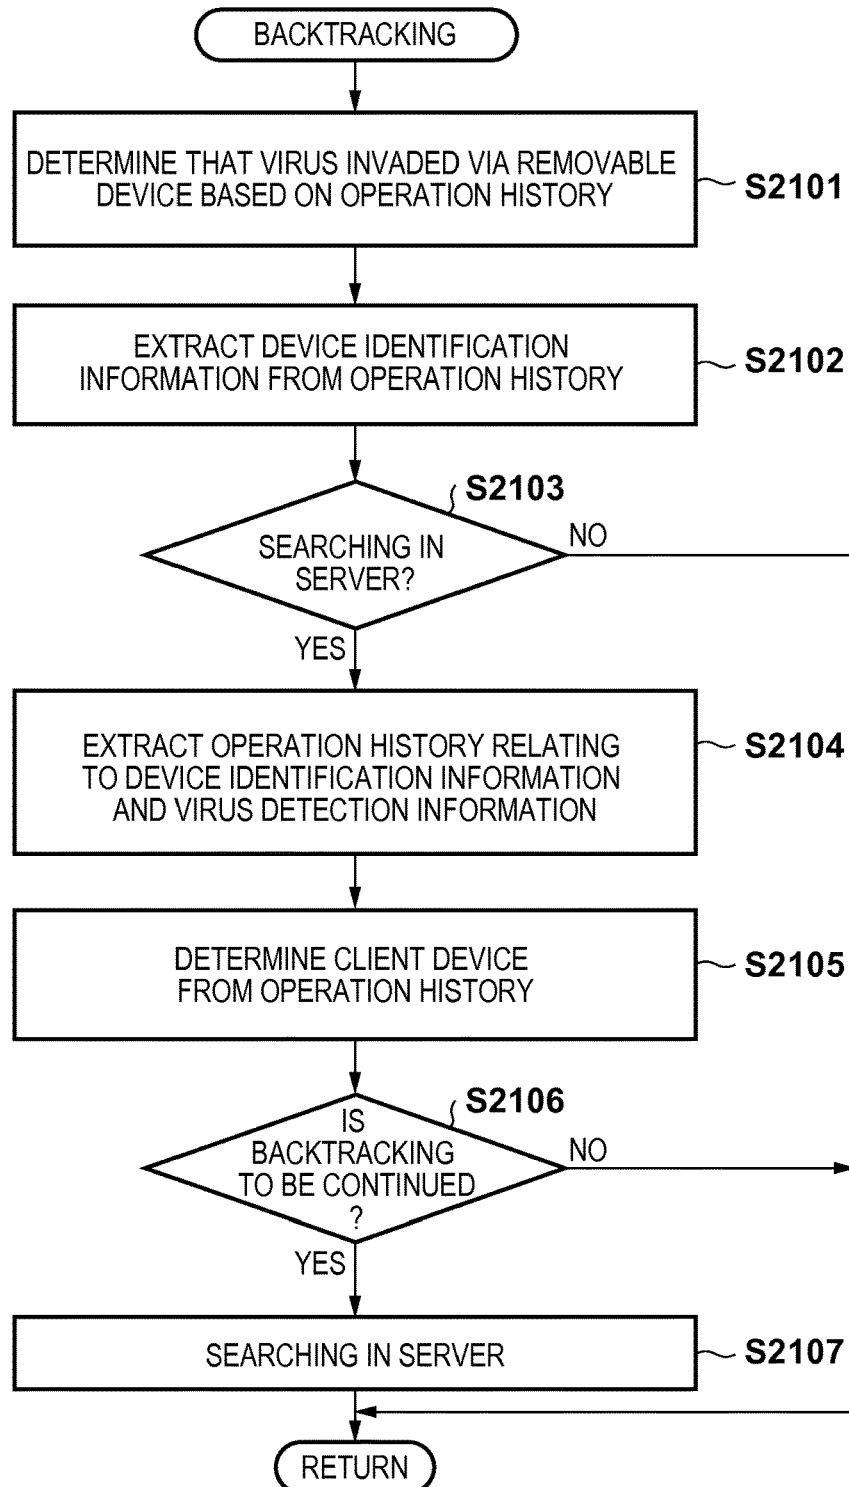 BACKTRACKING
DETERMINE THAT VIRUS INVADED VIA REMOVABLE
DEVICE BASED ON OPERATION HISTORY
S2101
EXTRACT DEVICE IDENTIFICATION
INFORMATION FROM OPERATION HISTORY
S2102
S2103
SEARCHING IN
SERVER?
NO
YES
EXTRACT OPERATION HISTORY RELATING
TO DEVICE IDENTIFICATION INFORMATION
AND VIRUS DETECTION INFORMATION
S2104
DETERMINE CLIENT DEVICE
FROM OPERATION HISTORY
S2105
S2106
IS
BACKTRACKING
TO BE CONTINUED
?
NO
YES
SEARCHING IN SERVER
S2107
RETURN